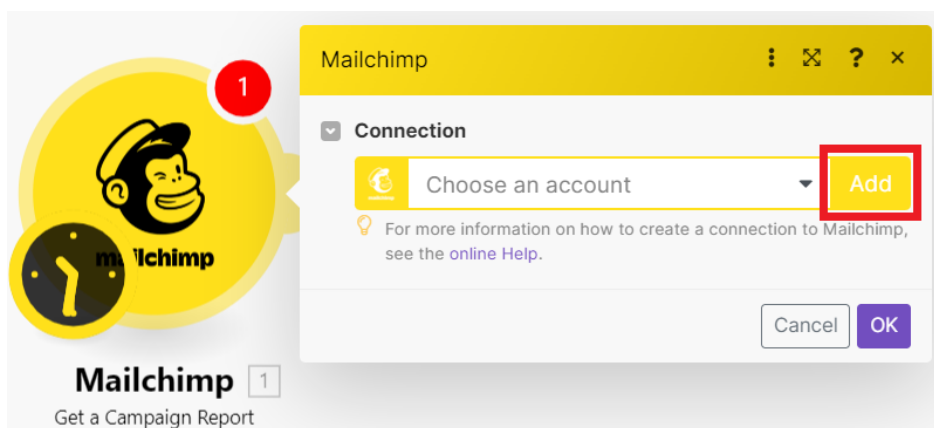 Mailchimp
?
1
Connection
Choose an account
Add
For more information on how to create a connection to Mailchimp,
see the online Help.
mailchimp
Cancel OK
Mailchimp 1
Get a Campaign Report